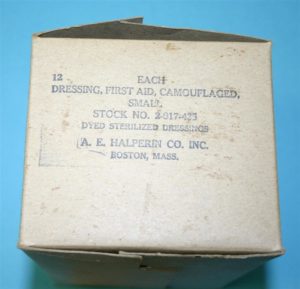 12 EACH
DRESSING, FIRST AID, CAMOUFLAGED,
SMALL.
STOCK NO. 2-917-425
DYED STERILIZED DRESSINGS
A. E. HALPERIN CO. INC.
BOSTON, MASS.